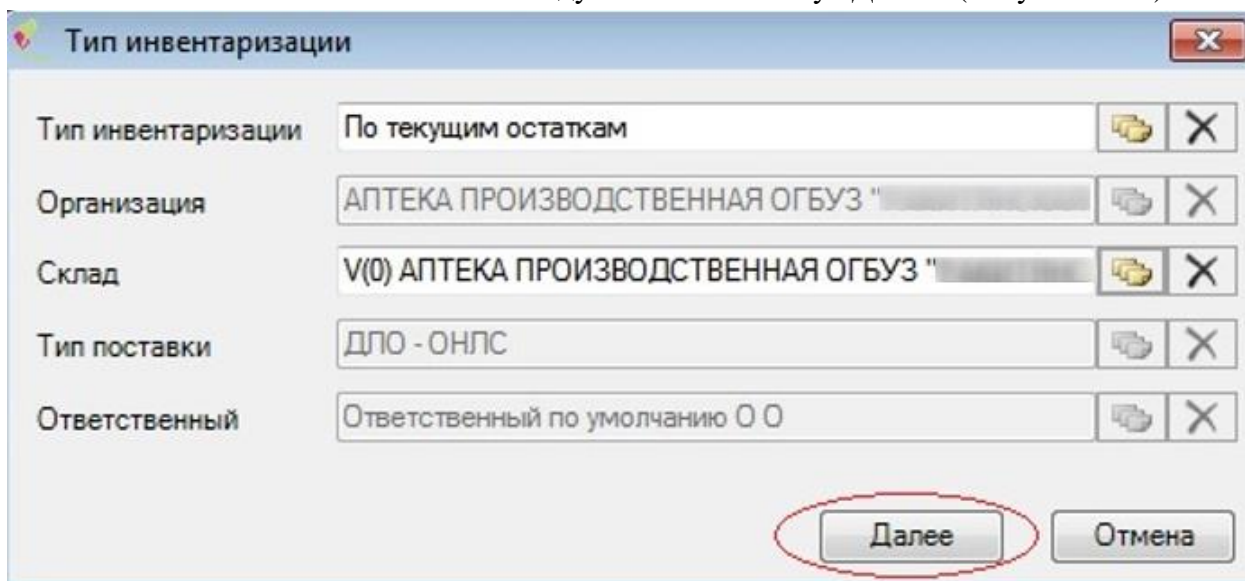 Тип инвентаризации
Тип инвентаризации По текущим остаткам
Организация АПТЕКА ПРОИЗВОДСТВЕННАЯ ОГБУЗ "
Склад V(0) АПТЕКА ПРОИЗВОДСТВЕННАЯ ОГБУЗ "
Тип поставки ДЛО - ОНЛС
Ответственный Ответственный по умолчанию О О
Далее Отмена